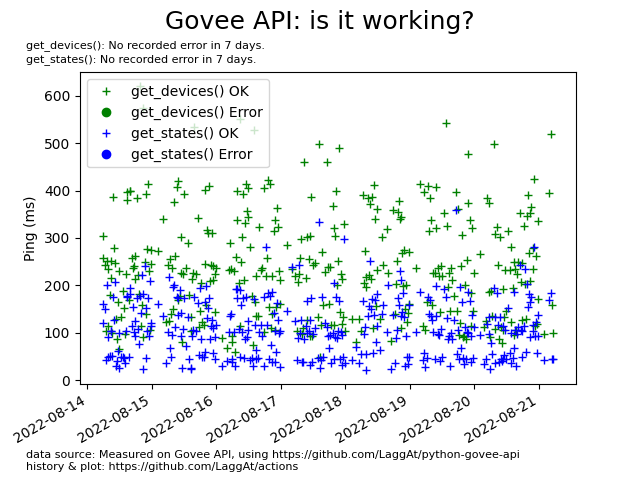 Govee API: is it working?
get_devices(): No recorded error in 7 days.
get_states(): No recorded error in 7 days.
get_devices() OK
get_devices() Error
get_states() OK
get_states() Error
Ping (ms)
600
500
400
300
200
100
0
2022-08-14
2022-08-15
2022-08-16
2022-08-17
2022-08-18
2022-08-19
2022-08-20
2022-08-21
data source: Measured on Govee API, using https://github.com/LaggAt/python-govee-api
history & plot: https://github.com/LaggAt/actions